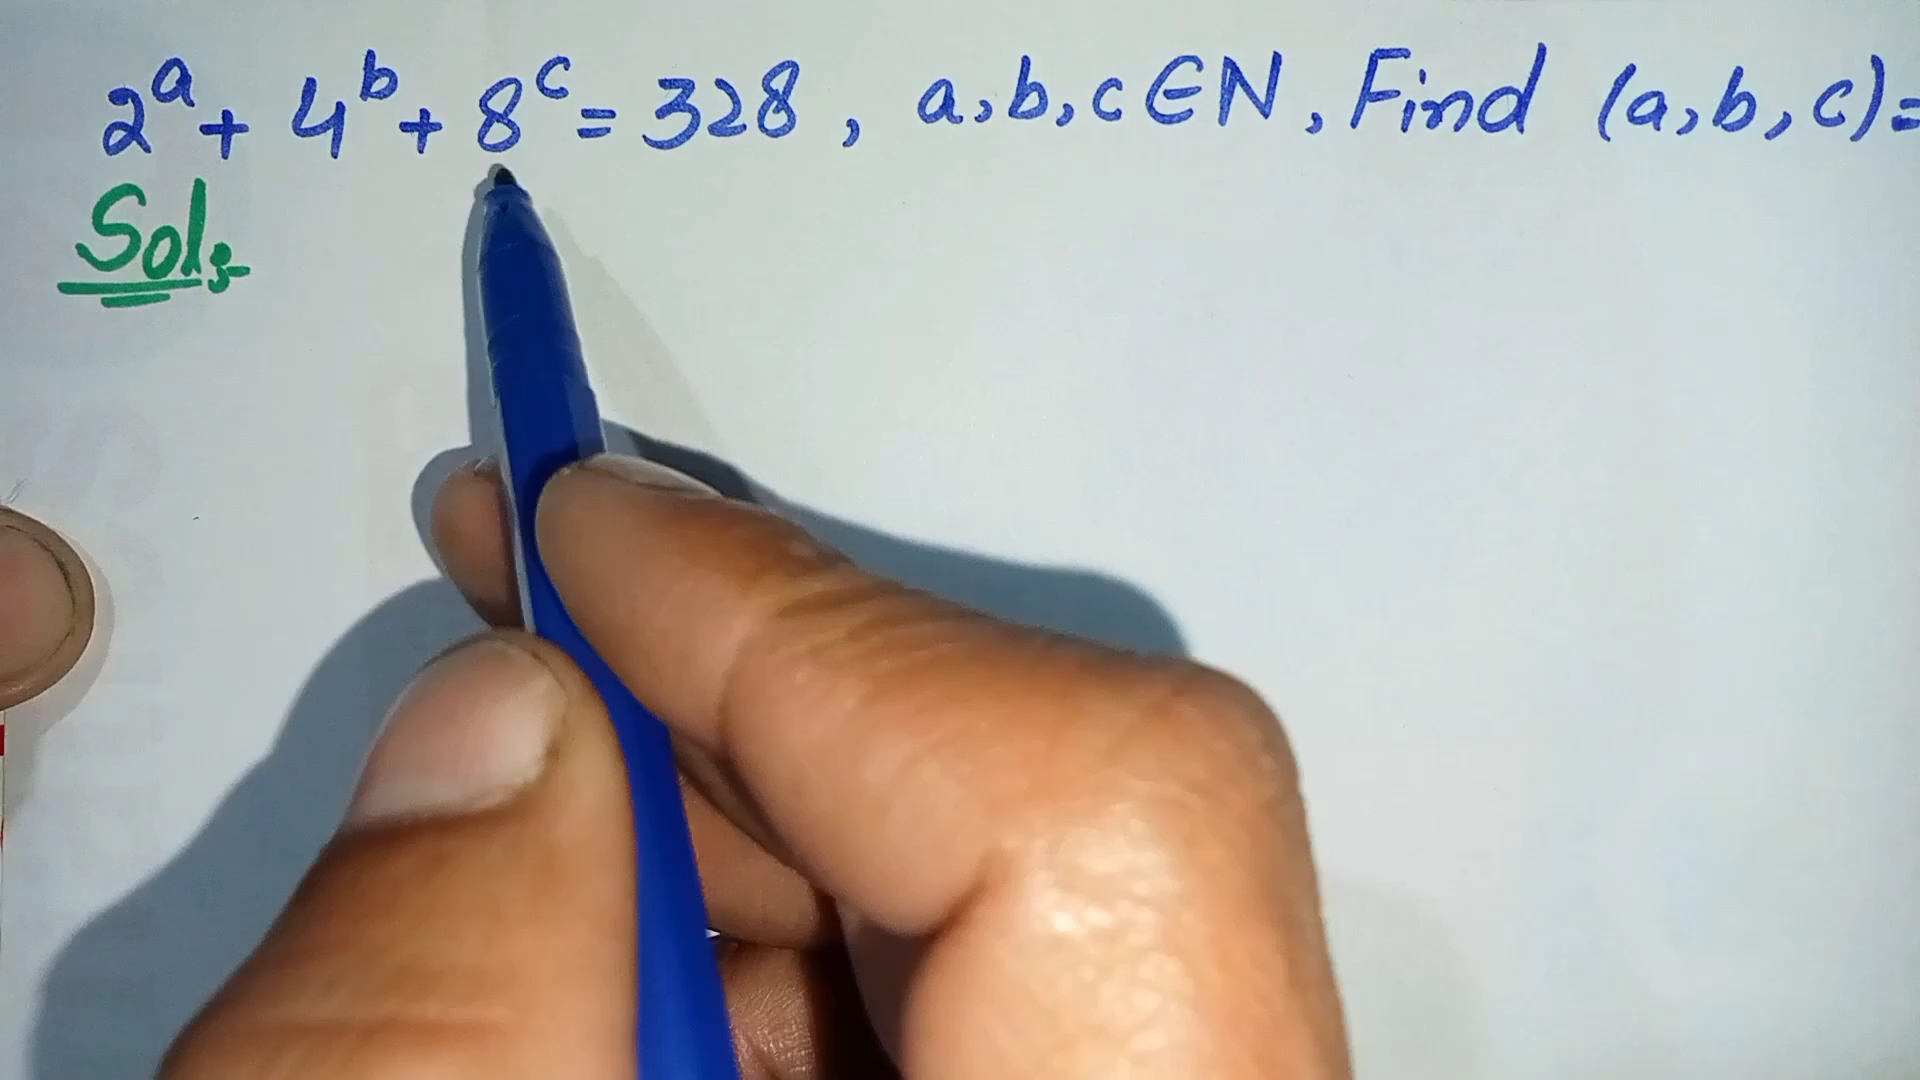 2^a + 4^b + 8^c = 328, a,b,c ∈ N, Find (a,b,c)=
Sol:-